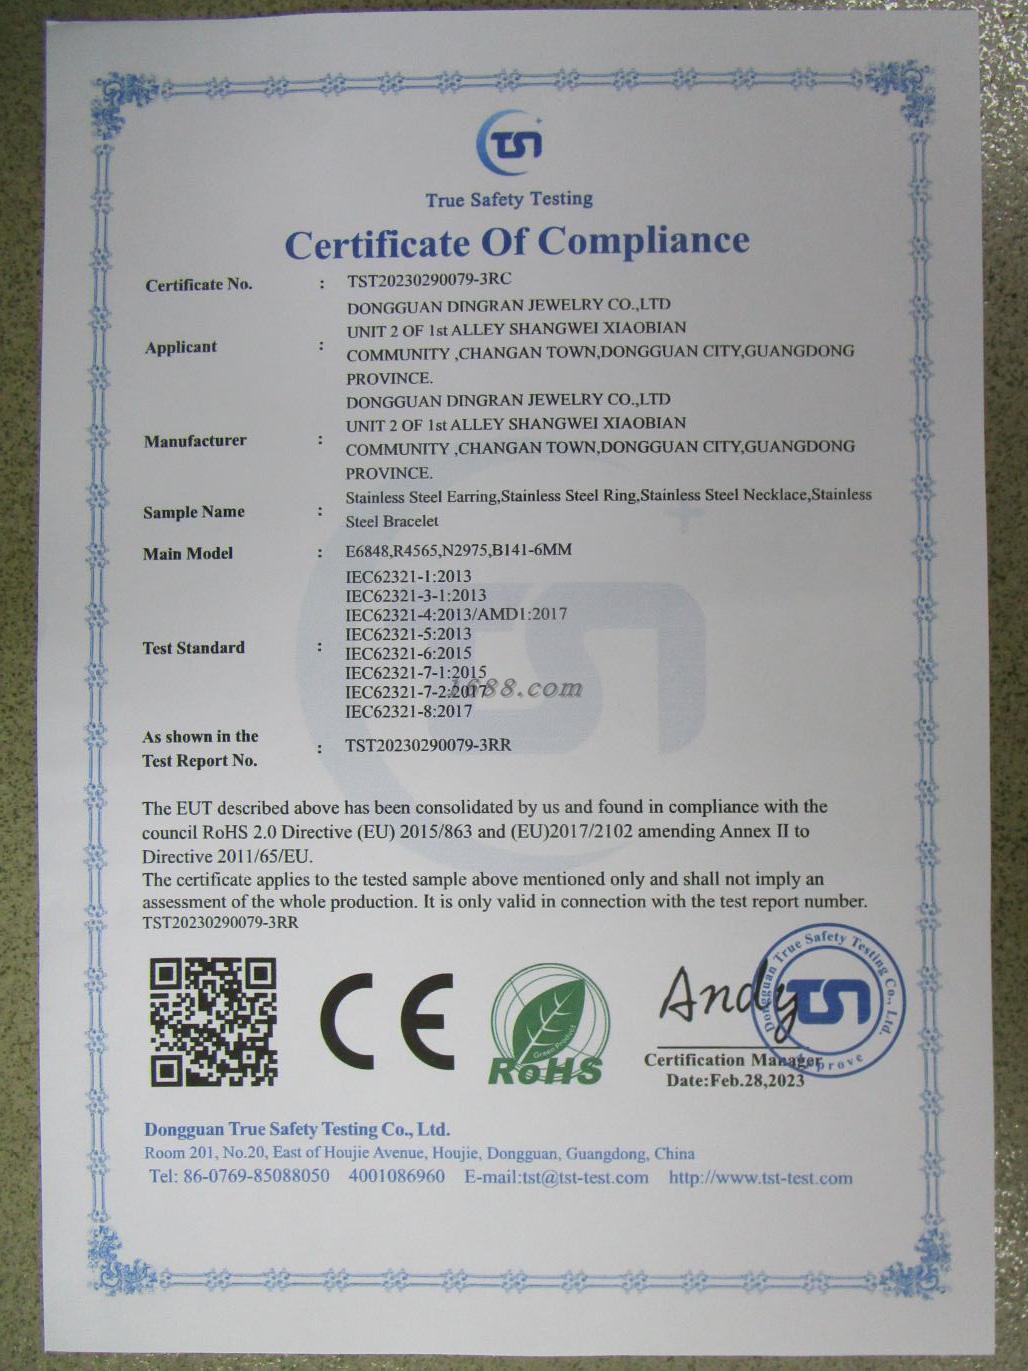 TST
True Safety Testing
Certificate Of Compliance
Certificate No. : TST20230290079-3RC
Applicant : DONGGUAN DINGRAN JEWELRY CO.,LTD
UNIT 2 OF 1st ALLEY SHANGWEI XIAOBIAN
COMMUNITY ,CHANGAN TOWN,DONGGUAN CITY,GUANGDONG
PROVINCE.
Manufacturer : DONGGUAN DINGRAN JEWELRY CO.,LTD
UNIT 2 OF 1st ALLEY SHANGWEI XIAOBIAN
COMMUNITY ,CHANGAN TOWN,DONGGUAN CITY,GUANGDONG
PROVINCE.
Sample Name : Stainless Steel Earring,Stainless Steel Ring,Stainless Steel Necklace,Stainless
Steel Bracelet
Main Model : E6848,R4565,N2975,B141-6MM
Test Standard : IEC62321-1:2013
IEC62321-3-1:2013
IEC62321-4:2013/AMD1:2017
IEC62321-5:2013
IEC62321-6:2015
IEC62321-7-1:2015
IEC62321-7-2:2017
1688.com
IEC62321-8:2017
As shown in the
Test Report No. : TST20230290079-3RR
The EUT described above has been consolidated by us and found in compliance with the
council RoHS 2.0 Directive (EU) 2015/863 and (EU)2017/2102 amending Annex II to
Directive 2011/65/EU.
The certificate applies to the tested sample above mentioned only and shall not imply an
assessment of the whole production. It is only valid in connection with the test report number.
TST20230290079-3RR
CE
Green Product
RoHS
Andy
Dongguan True Safety Testing Co., Ltd.
TST
Approve
Certification Manager
Date:Feb.28,2023
Dongguan True Safety Testing Co., Ltd.
Room 201, No.20, East of Houjie Avenue, Houjie, Dongguan, Guangdong, China
Tel: 86-0769-85088050 4001086960 E-mail:tst@tst-test.com http://www.tst-test.com